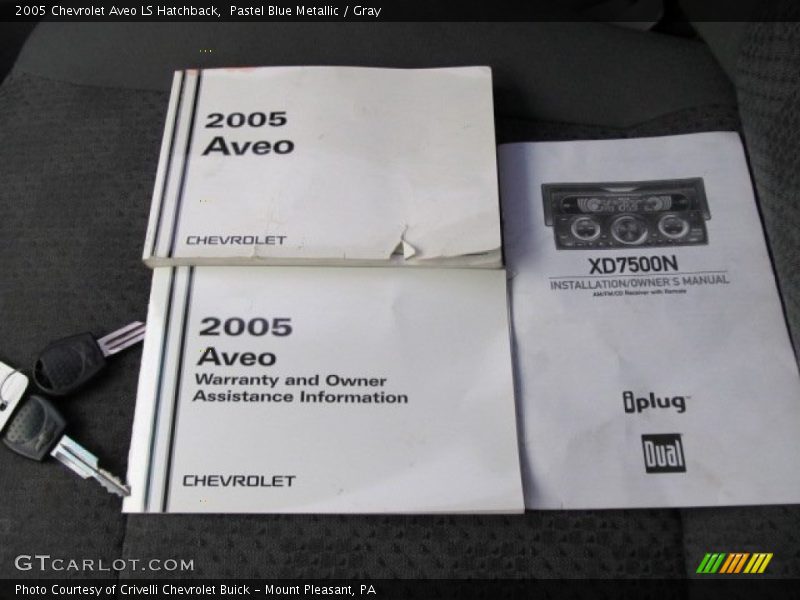 2005 Chevrolet Aveo LS Hatchback,  Pastel Blue Metallic / Gray
2005
Aveo
CHEVROLET
2005
Aveo
Warranty and Owner
Assistance Information
CHEVROLET
XD7500N
INSTALLATION/OWNER'S MANUAL
AM/FM/CD Receiver with Remote
iplug™
Dual
GTCARLOT.COM
Photo Courtesy of Crivelli Chevrolet Buick - Mount Pleasant, PA